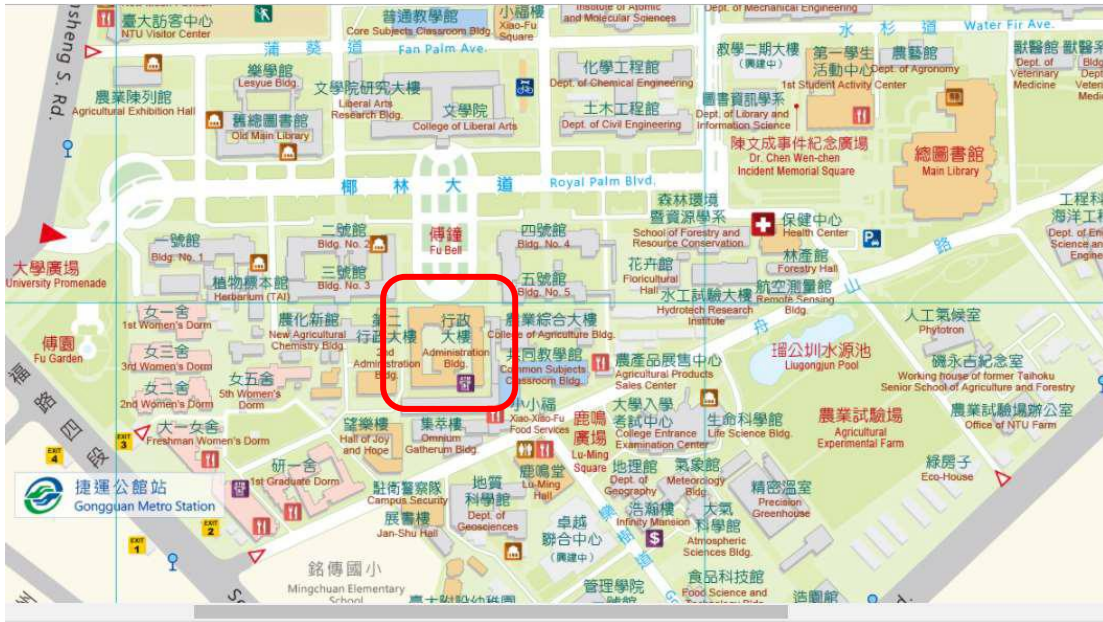 臺大訪客中心
NTU Visitor Center
普通教學館
Core Subjects Classroom Bldg.
小福樓
Xiao-Fu
Square
and Molecular Sciences
Dept. of Mechanical Engineering
水杉道
Water Fir Ave.
nsheng S. Rd.
蒲葵道
Fan Palm Ave.
樂學館
Lesyue Bldg.
文學院研究大樓
Liberal Arts
Research Bldg.
文學院
College of Liberal Arts
化學工程館
Dept. of Chemical Engineering
教學二期大樓
(興建中)
第一學生
活動中心
1st Student Activity Center
農藝館
Dept. of Agronomy
獸醫館
Dept. of
Veterinary
Medicine
農業陳列館
Agricultural Exhibition Hall
舊總圖書館
Old Main Library
土木工程館
Dept. of Civil Engineering
圖書資訊學系
Dept. of Library and
Information Science
陳文成事件紀念廣場
Dr. Chen Wen-chen
Incident Memorial Square
總圖書館
Main Library
椰林大道
Royal Palm Blvd.
大學廣場
University Promenade
一號館
Bldg. No. 1
二號館
Bldg. No. 2
傅鐘
Fu Bell
四號館
Bldg. No. 4
森林環境
暨資源學系
School of Forestry and
Resource Conservation
保健中心
Health Center
P
林產館
Forestry Hall
植物標本館
Herbarium (TAI)
三號館
Bldg. No. 3
五號館
Bldg. No. 5
花卉館
Floricultural
Hall
水工試驗大樓
Hydrotech Research
Institute
航空測量館
Remote Sensing
Bldg.
舟山路
傅園
Fu Garden
女一舍
1st Women's Dorm
女三舍
3rd Women's Dorm
女二舍
2nd Women's Dorm
女五舍
5th Women's
Dorm
大一女舍
Freshman Women's Dorm
農化新館
New Agricultural
Chemistry Bldg.
第二
行政大樓
2nd
Administration
Bldg.
行政
大樓
Administration
Bldg.
農業綜合大樓
College of Agriculture Bldg.
共同教學館
Common Subjects
Classroom Bldg.
農產品展售中心
Agricultural Products
Sales Center
瑠公圳水源池
Liugongjun Pool
人工氣候室
Phytotron
磯永吉紀念室
Working house of former Taihoku
Senior School of Agriculture and Forestry
農業試驗場
Agricultural
Experimental Farm
農業試驗場辦公室
Office of NTU Farm
綠房子
Eco-House
望樂樓
Hall of Joy
and Hope
集萃樓
Omnium
Gatherum Bldg.
小小福
Xiao-Xiao-Fu
Food Services
鹿鳴
廣場
Lu-Ming
Square
大學入學
考試中心
College Entrance
Examination Center
生命科學館
Life Science Bldg.
福
路
四
段
EXIT
4
EXIT
3
EXIT
2
EXIT
1
捷運公館站
Gongguan Metro Station
研一舍
1st Graduate Dorm
駐衛警察隊
Campus Security
展書樓
Jan-Shu Hall
地質
科學館
Dept. of
Geosciences
鹿鳴堂
Lu-Ming
Hall
地理館
Dept. of
Geography
氣象館
Meteorology
Bldg.
精密溫室
Precision
Greenhouse
卓越
聯合中心
(興建中)
浩瀚樓
Infinity Mansion
$
大氣
科學館
Atmospheric
Sciences Bldg.
銘傳國小
Mingchuan Elementary
School
管理學院
食品科技館
Food Science and
造園館